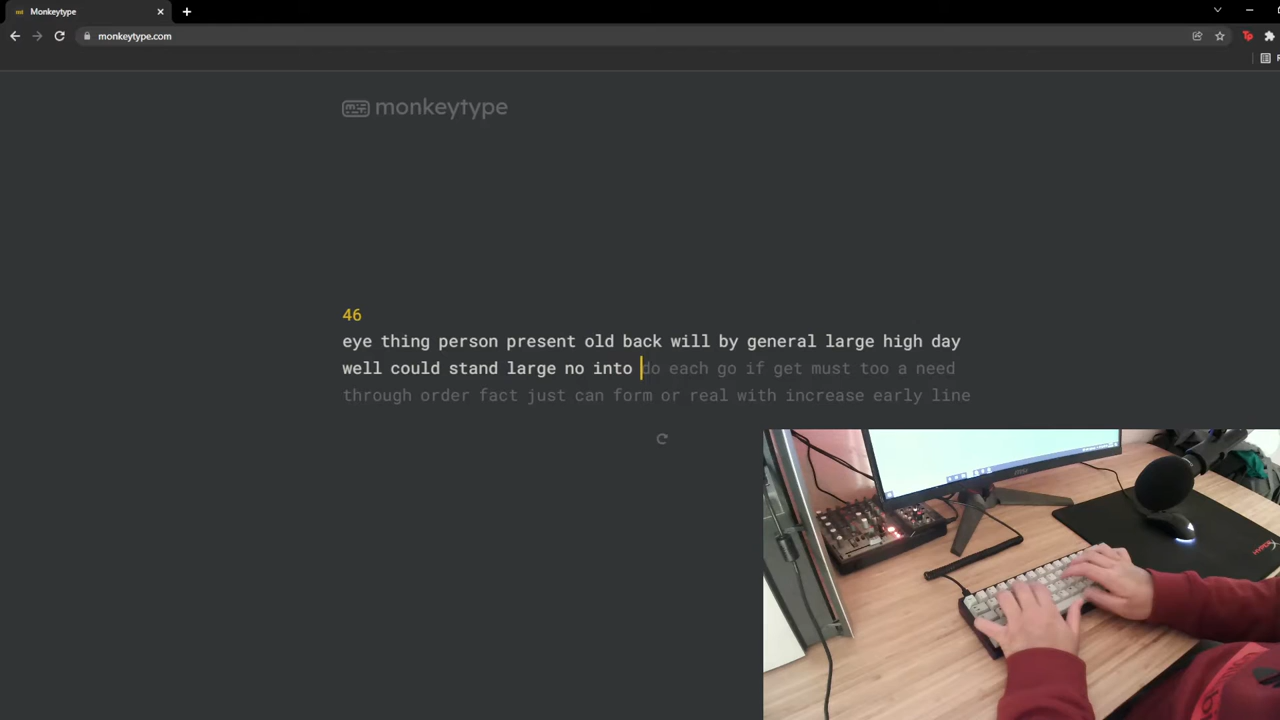 Monkeytype
monkeytype.com
monkeytype
46
eye thing person present old back will by general large high day
well could stand large no into do each go if get must too a need
through order fact just can form or real with increase early line
HYPER